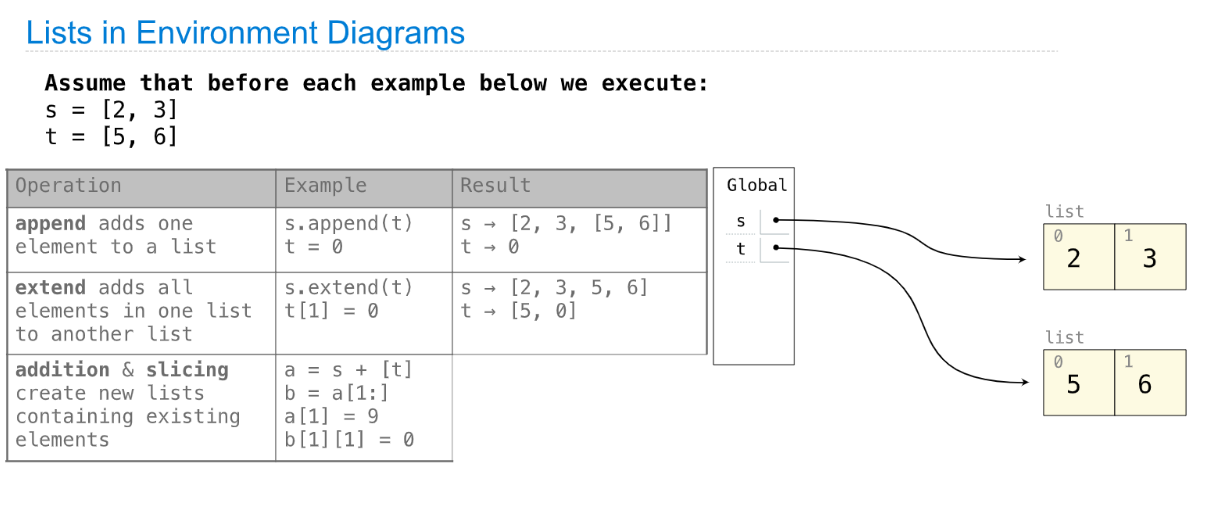 Lists in Environment Diagrams
Assume that before each example below we execute:
s = [2, 3]
t = [5, 6]
Operation Example Result
append adds one
element to a list
s.append(t)
t = 0
s → [2, 3, [5, 6]]
t → 0
extend adds all
elements in one list
to another list
s.extend(t)
t[1] = 0
s → [2, 3, 5, 6]
t → [5, 0]
addition & slicing
create new lists
containing existing
elements
a = s + [t]
b = a[1:]
a[1] = 9
b[1][1] = 0
Global
s
t
list
0 1
2 3
list
0 1
5 6